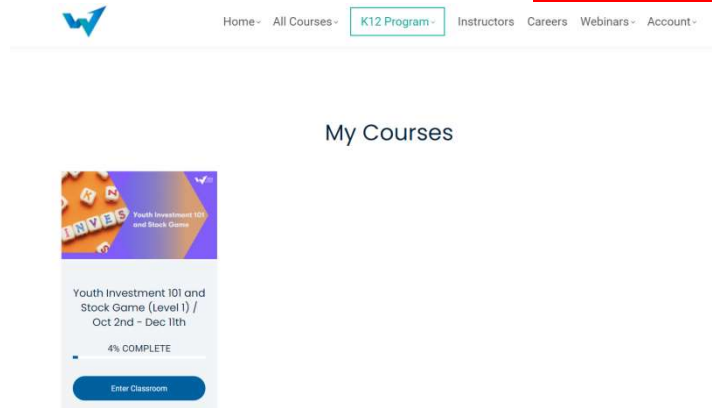 Home All Courses K12 Program Instructors Careers Webinars Account
My Courses
INVES
Youth Investment 101
and Stock Game
Youth Investment 101 and
Stock Game (Level 1) /
Oct 2nd - Dec 11th
4% COMPLETE
Enter Classroom